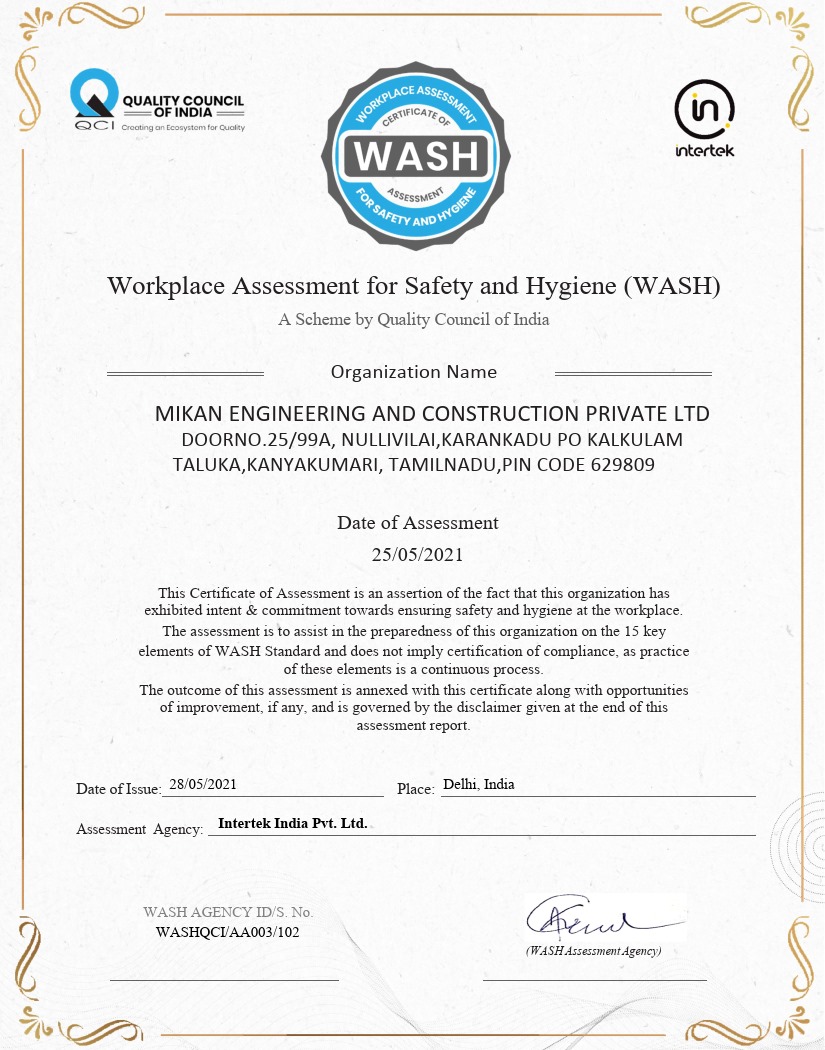 QUALITY COUNCIL
OF INDIA
QCI
Creating an Ecosystem for Quality
WORKPLACE ASSESSMENT
CERTIFICATE OF
WASH
ASSESSMENT
FOR SAFETY AND HYGIENE
in
intertek
Workplace Assessment for Safety and Hygiene (WASH)
A Scheme by Quality Council of India
Organization Name
MIKAN ENGINEERING AND CONSTRUCTION PRIVATE LTD
DOORNO.25/99A, NULLIVILAI,KARANKADU PO KALKULAM
TALUKA,KANYAKUMARI, TAMILNADU,PIN CODE 629809
Date of Assessment
25/05/2021
This Certificate of Assessment is an assertion of the fact that this organization has
exhibited intent & commitment towards ensuring safety and hygiene at the workplace.
The assessment is to assist in the preparedness of this organization on the 15 key
elements of WASH Standard and does not imply certification of compliance, as practice
of these elements is a continuous process.
The outcome of this assessment is annexed with this certificate along with opportunities
of improvement, if any, and is governed by the disclaimer given at the end of this
assessment report.
Date of Issue: 28/05/2021 Place: Delhi, India
Assessment Agency: Intertek India Pvt. Ltd.
WASH AGENCY ID/S. No.
WASHQCI/AA003/102
(WASH Assessment Agency)